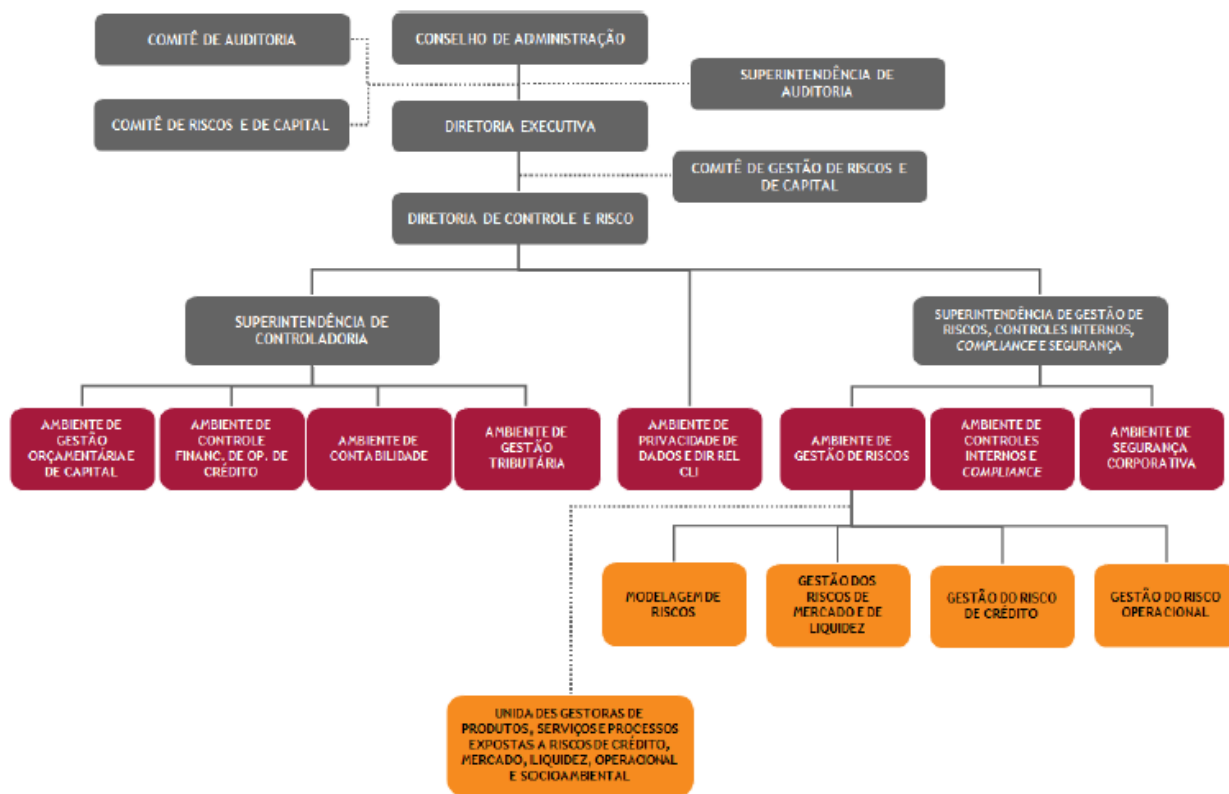 COMITÊ DE AUDITORIA
CONSELHO DE ADMINISTRAÇÃO
SUPERINTENDÊNCIA DE
AUDITORIA
COMITÊ DE RISCOS E DE CAPITAL
DIRETORIA EXECUTIVA
COMITÊ DE GESTÃO DE RISCOS E
DE CAPITAL
DIRETORIA DE CONTROLE E RISCO
SUPERINTENDÊNCIA DE
CONTROLADORIA
SUPERINTENDÊNCIA DE GESTÃO DE
RISCOS, CONTROLES INTERNOS,
COMPLIANCE E SEGURANÇA
AMBIENTE DE
GESTÃO
ORÇAMENTÁRIA E
DE CAPITAL
AMBIENTE DE
CONTROLE
FINANC. DE OP. DE
CRÉDITO
AMBIENTE DE
CONTABILIDADE
AMBIENTE DE
GESTÃO
TRIBUTÁRIA
AMBIENTE DE
PRIVACIDADE DE
DADOS E DIR REL
CLI
AMBIENTE DE
GESTÃO DE RISCOS
AMBIENTE DE
CONTROLES
INTERNOS E
COMPLIANCE
AMBIENTE DE
SEGURANÇA
CORPORATIVA
MODELAGEM DE
RISCOS
GESTÃO DOS
RISCOS DE
MERCADO E DE
LIQUIDEZ
GESTÃO DO RISCO
DE CRÉDITO
GESTÃO DO RISCO
OPERACIONAL
UNIDADES GESTORAS DE
PRODUTOS, SERVIÇOS E PROCESSOS
EXPOSTAS A RISCOS DE CRÉDITO,
MERCADO, LIQUIDEZ, OPERACIONAL
E SOCIOAMBIENTAL